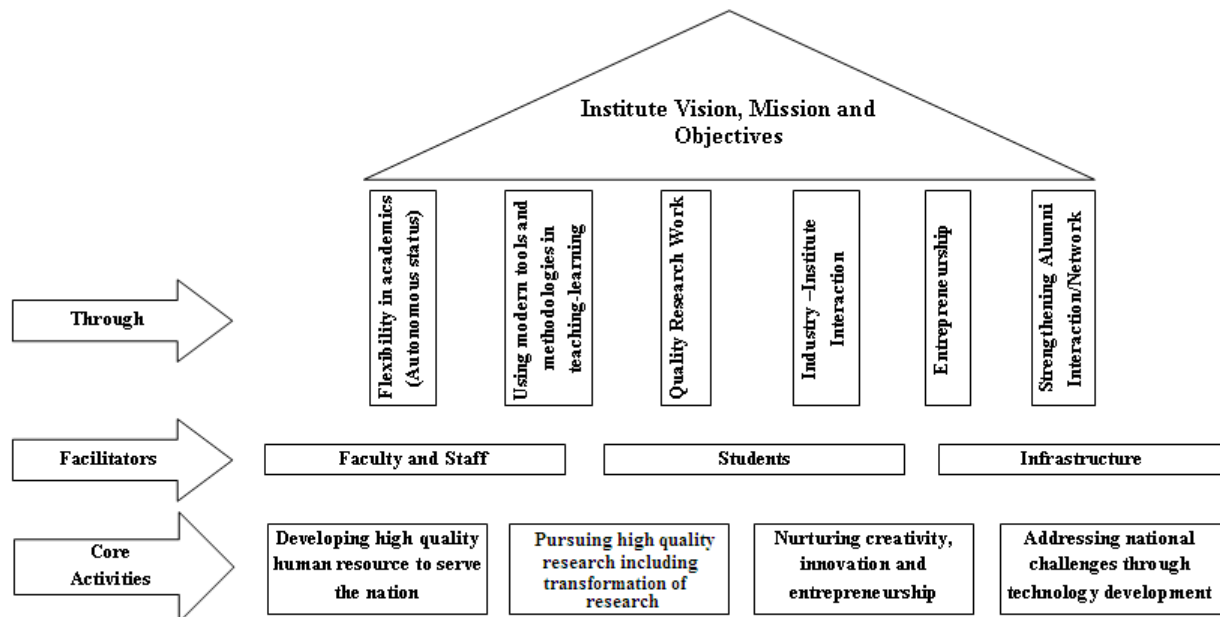 Institute Vision, Mission and
Objectives
Flexibility in academics
(Autonomous status)
Using modern tools and
methodologies in
teaching-learning
Quality Research Work
Industry –Institute
Interaction
Entrepreneurship
Strengthening Alumni
Interaction/Network
Through
Facilitators
Faculty and Staff
Students
Infrastructure
Core
Activities
Developing high quality
human resource to serve
the nation
Pursuing high quality
research including
transformation of
research
Nurturing creativity,
innovation and
entrepreneurship
Addressing national
challenges through
technology development